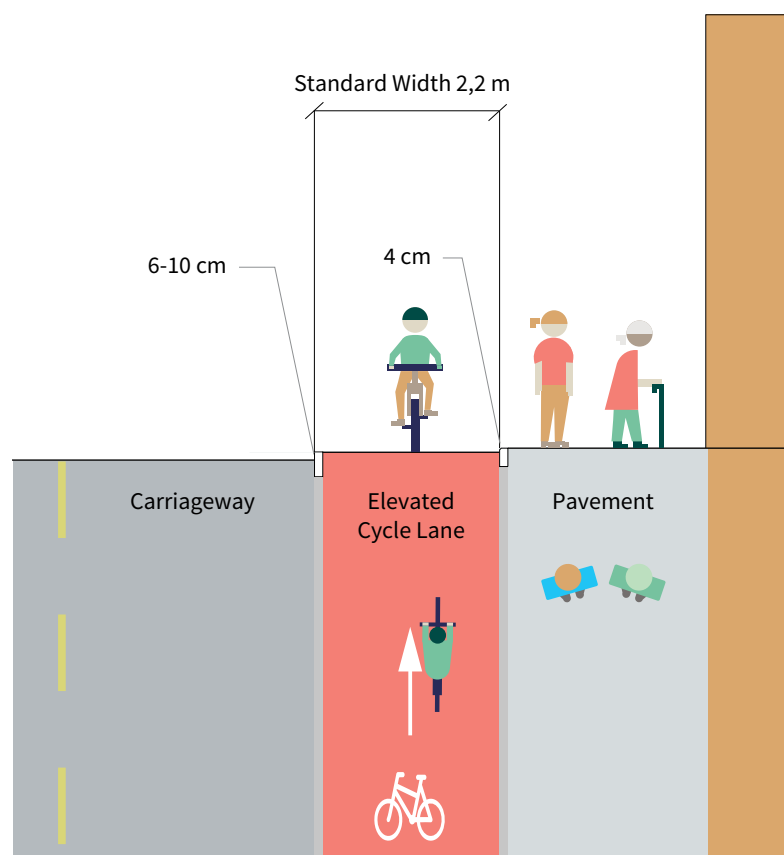 Standard Width 2,2 m
6-10 cm
4 cm
Carriageway
Elevated
Cycle Lane
Pavement